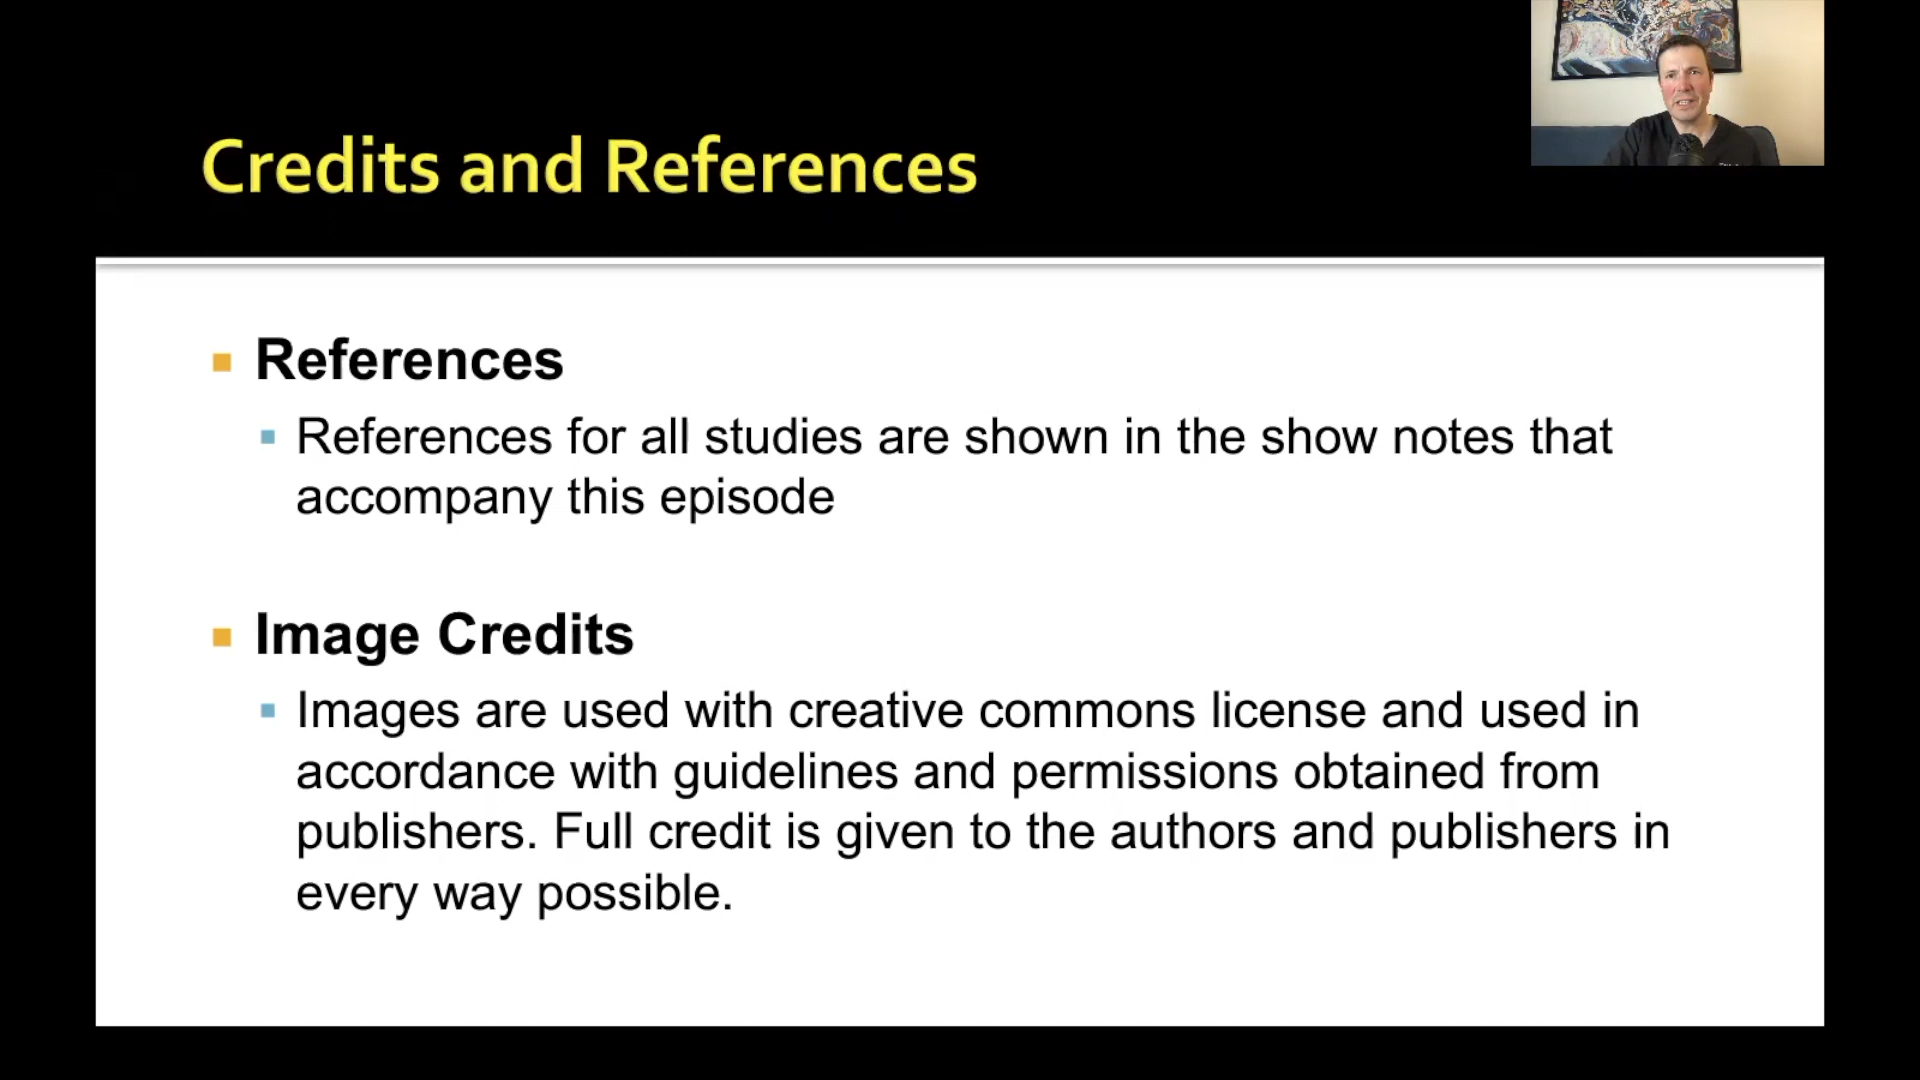 Credits and References
References
References for all studies are shown in the show notes that
accompany this episode
Image Credits
Images are used with creative commons license and used in
accordance with guidelines and permissions obtained from
publishers. Full credit is given to the authors and publishers in
every way possible.